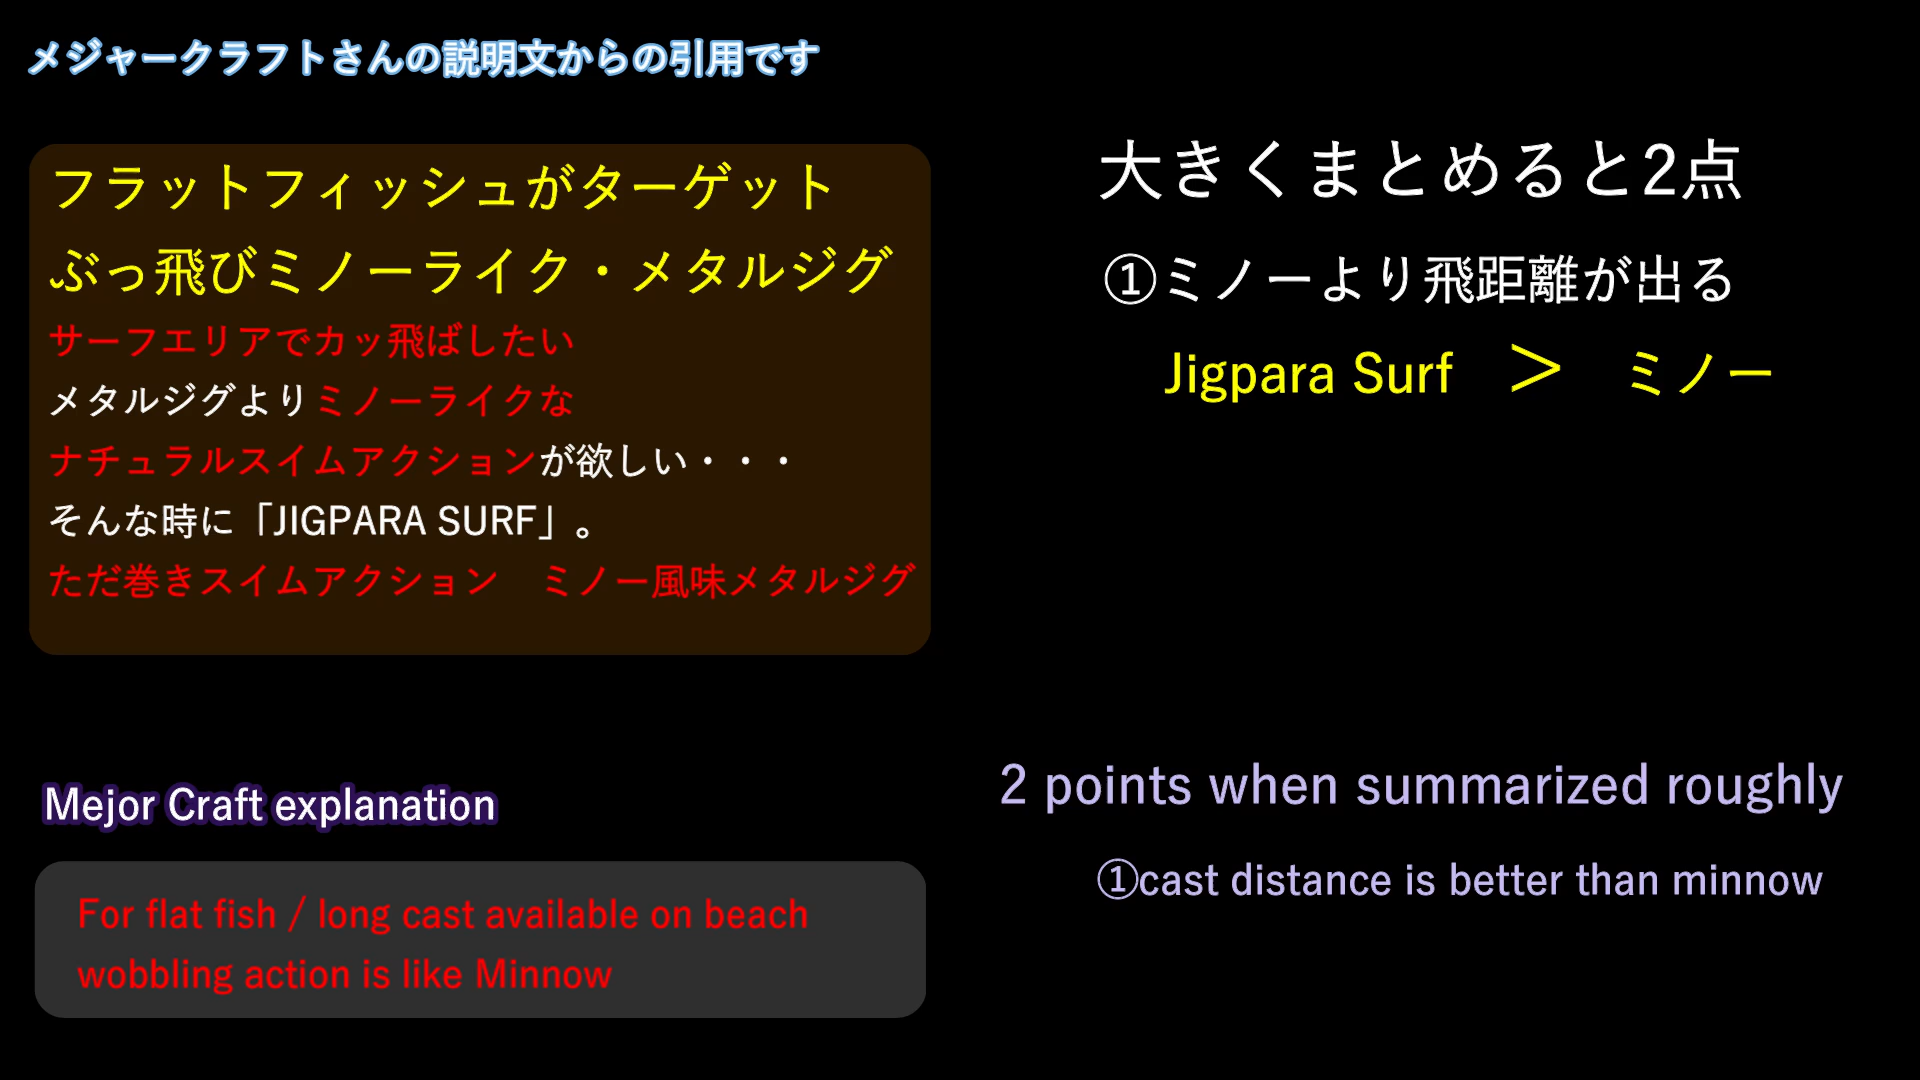 メジャークラフトさんの説明文からの引用です
フラットフィッシュがターゲット
ぶっ飛びミノーライク・メタルジグ
サーフエリアでカッ飛ばしたい
メタルジグよりミノーライクな
ナチュラルスイムアクションが欲しい・・・
そんな時に「JIGPARA SURF」。
ただ巻きスイムアクション　ミノー風味メタルジグ
大きくまとめると2点
①ミノーより飛距離が出る
Jigpara Surf　＞　ミノー
Mejor Craft explanation
For flat fish / long cast available on beach
wobbling action is like Minnow
2 points when summarized roughly
①cast distance is better than minnow